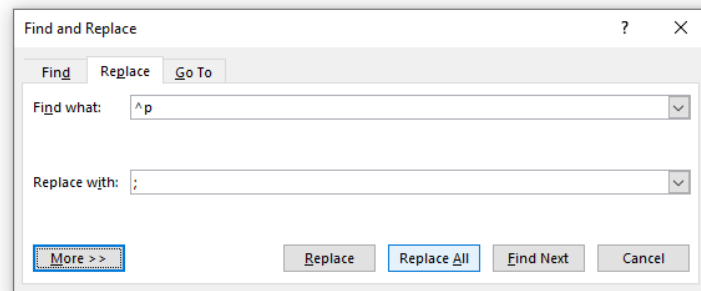 Find and Replace ?
Find Replace Go To
Find what: ^p
Replace with: ;
More >> Replace Replace All Find Next Cancel